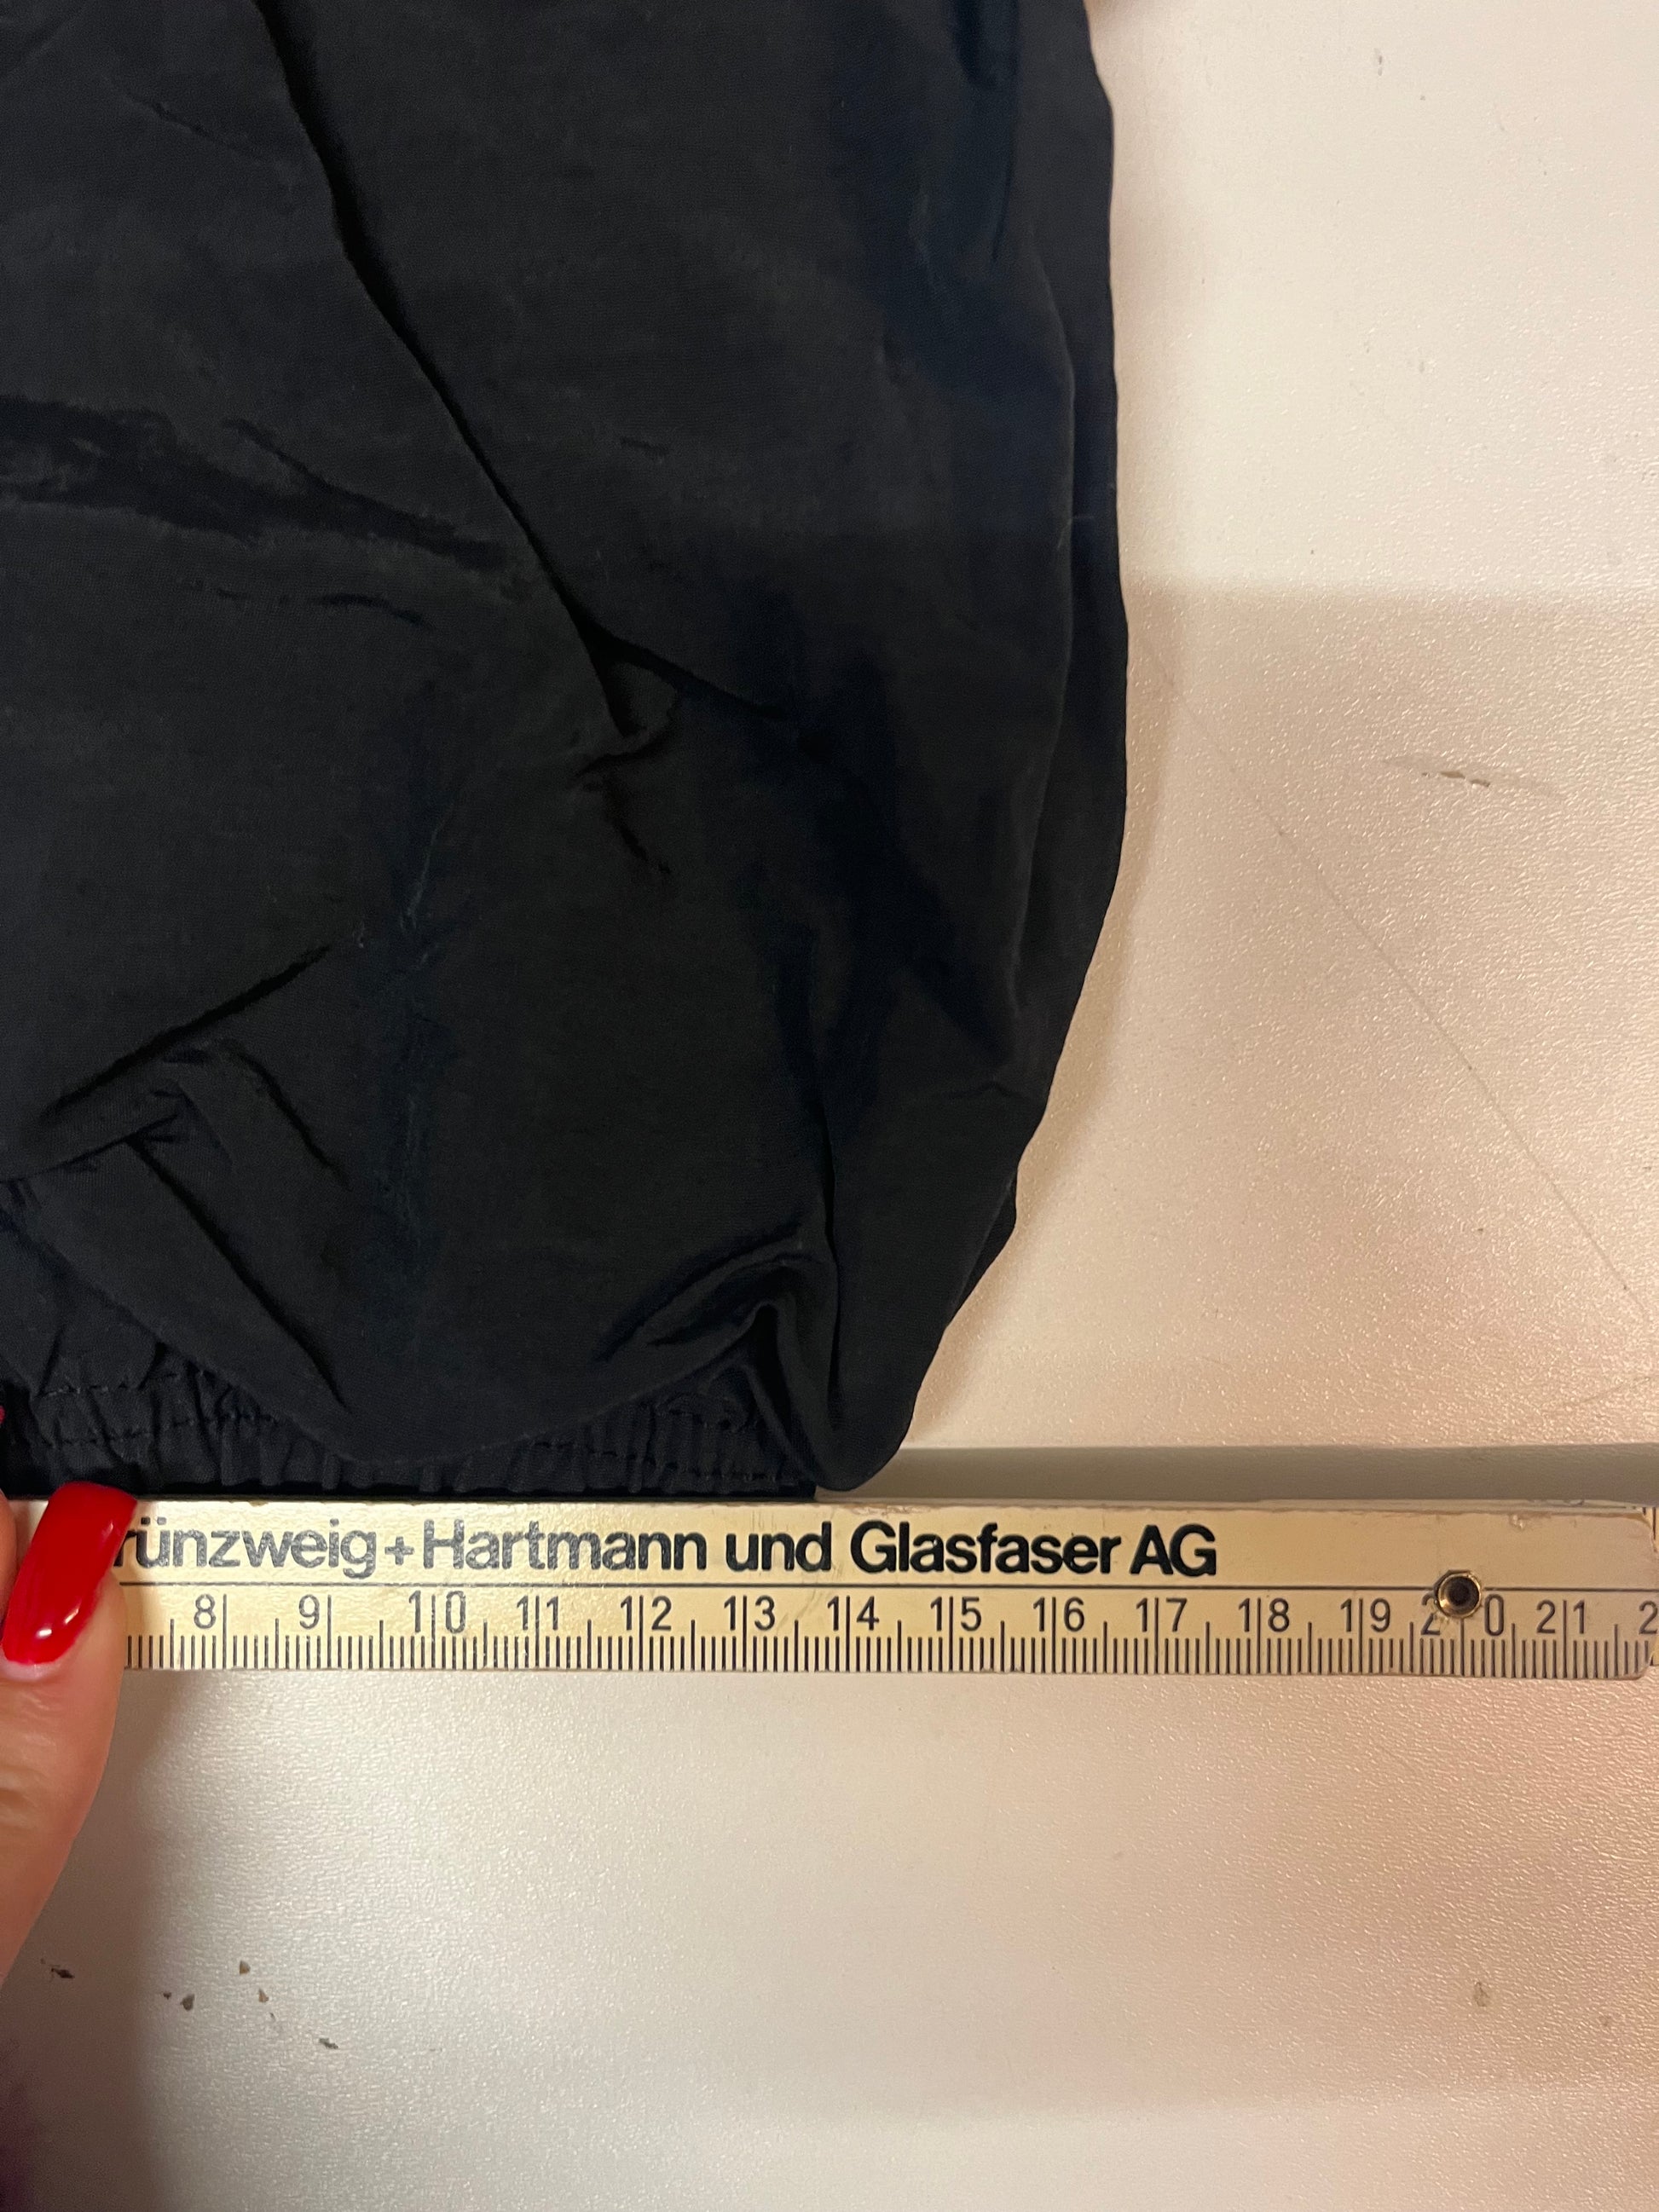 rünzweig+Hartmann und Glasfaser AG
8 9 10 11 12 13 14 15 16 17 18 19 20 21 2